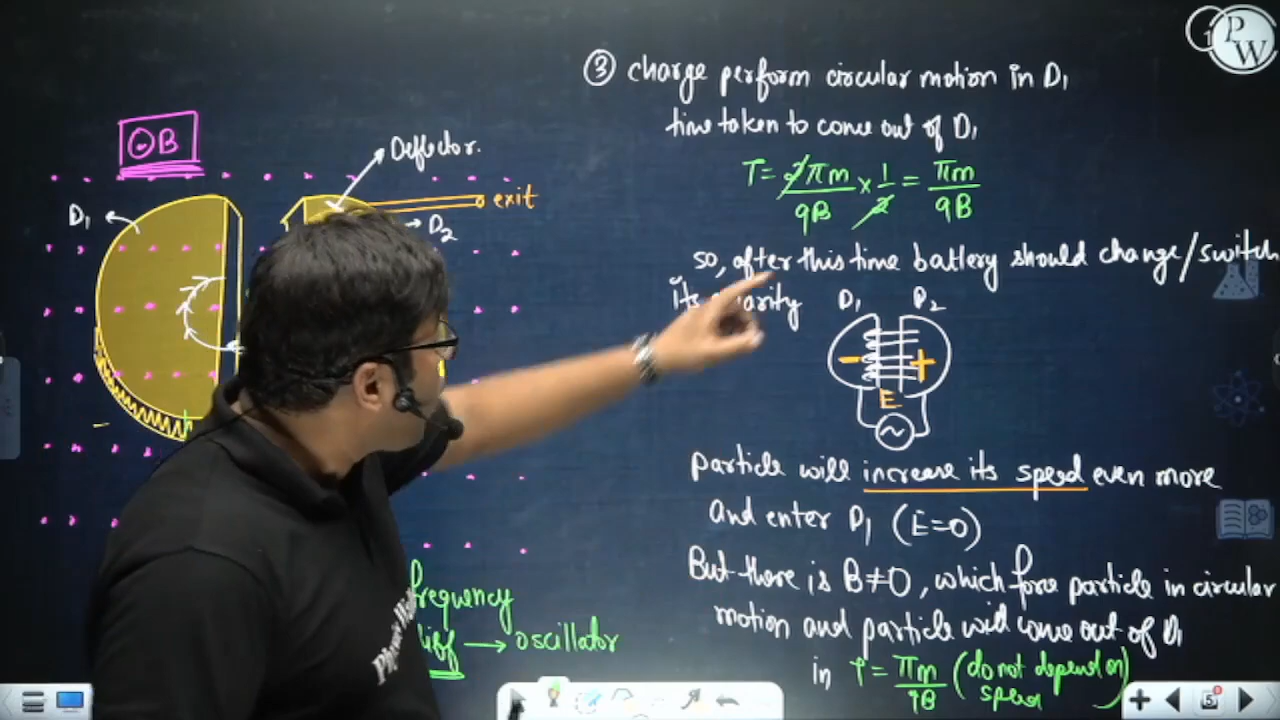 PW
③ charge perform circular motion in D₁
time taken to come out of D₁
T = 2πm/qB × 1/2 = πm/qB
so, after this time battery should change/switch
its
D₁ D₂
- +
E
~
particle will increase its speed even more
and enter D₁ (E=0)
But there is B≠0, which force particle in circular
motion and particle will come out of D₁
in T = πm/qB (do not depend on speed)
⊙B
Deflector.
exit
D₁
D₂
-
frequency
→ oscillator
5